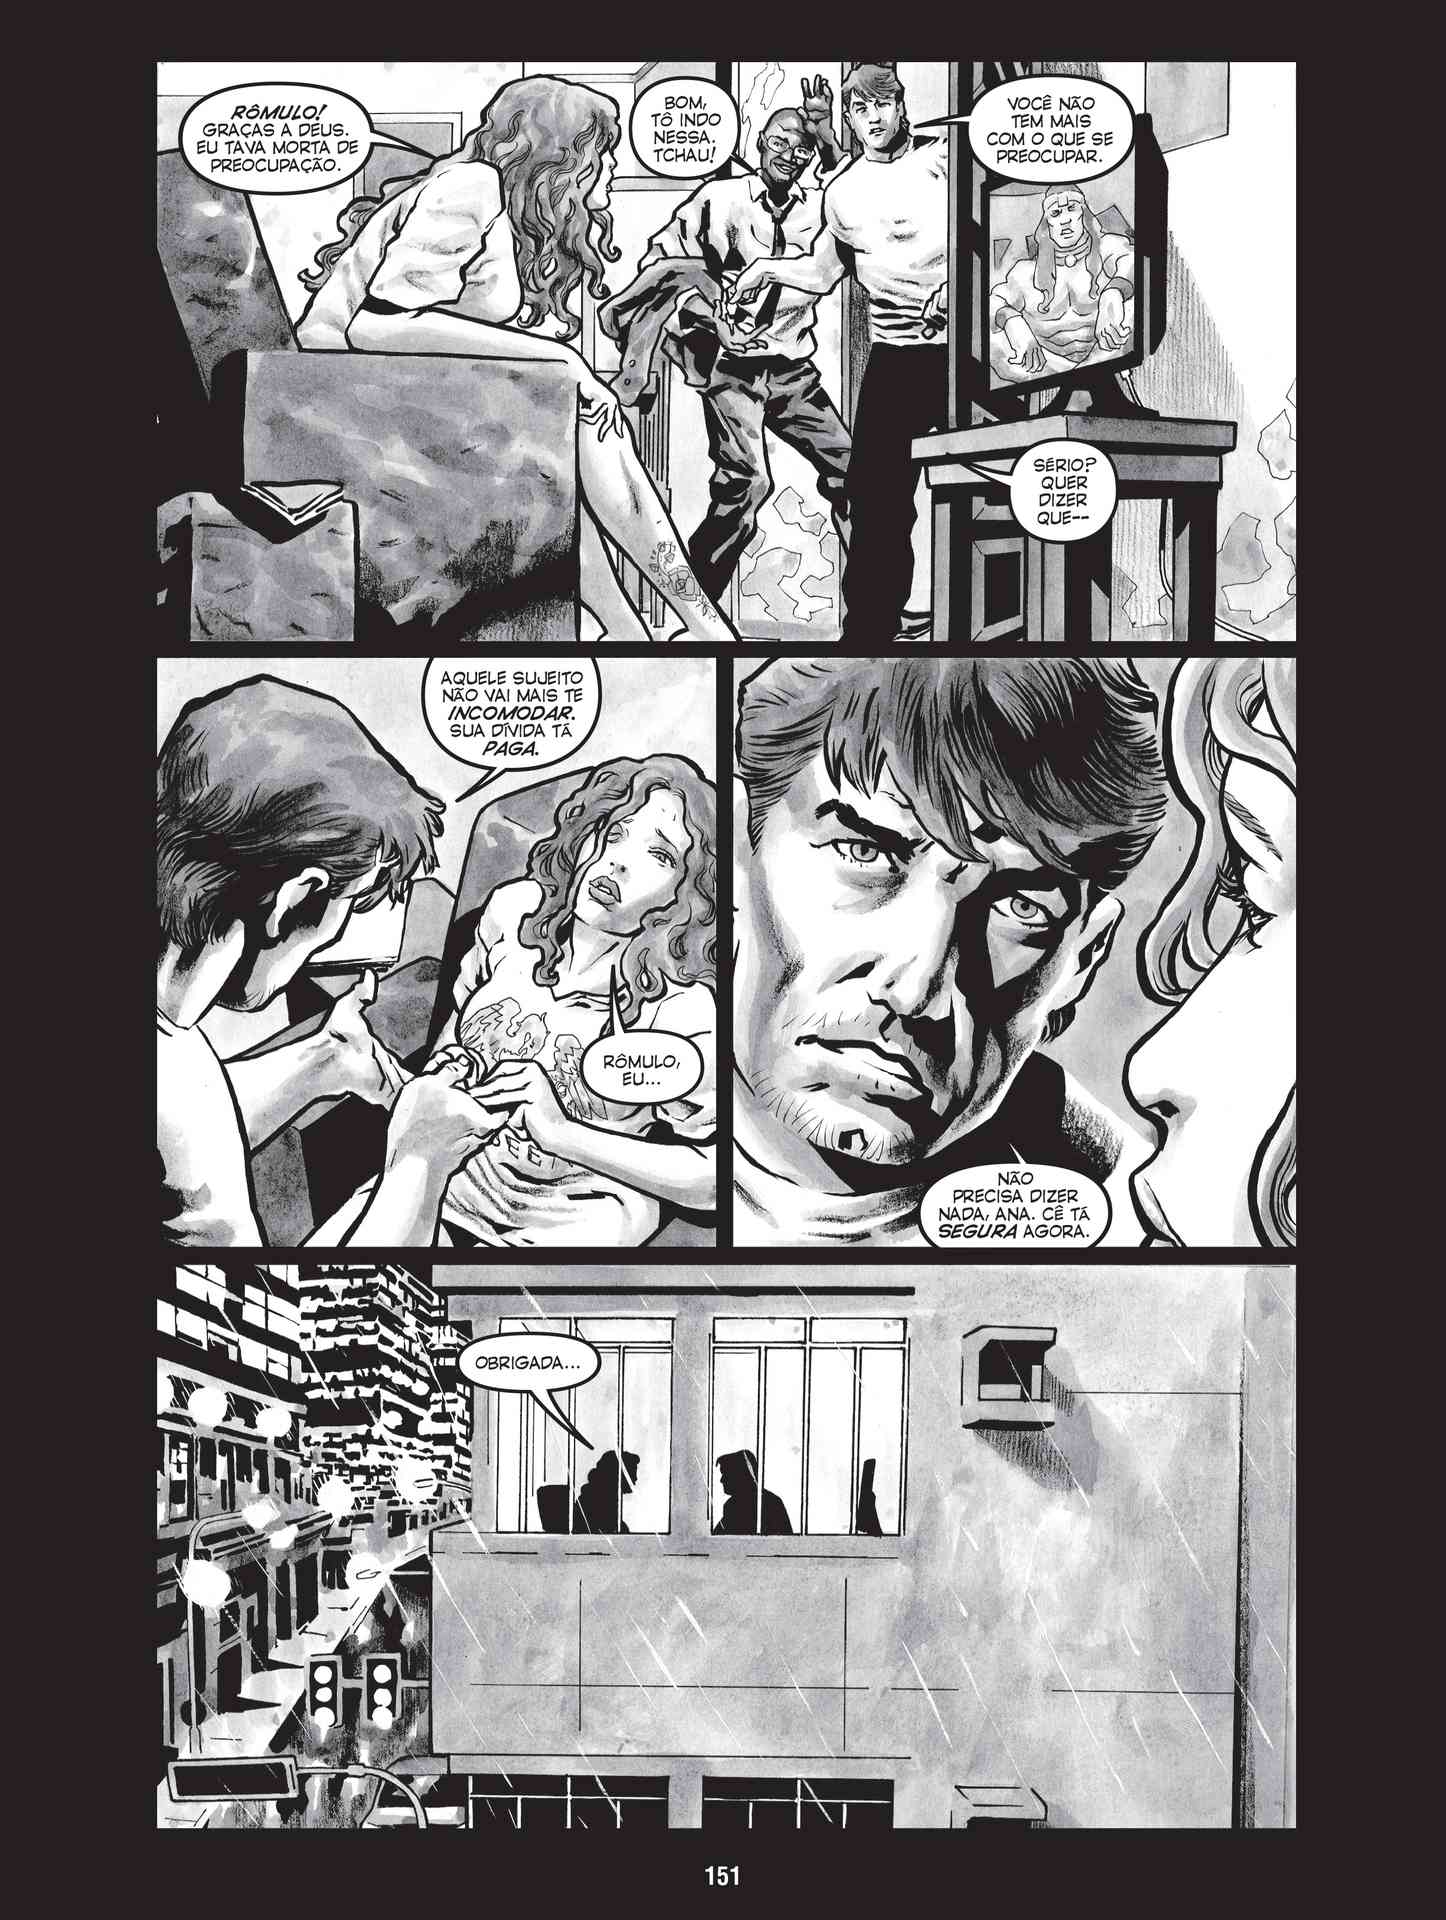 RÔMULO!
GRAÇAS A DEUS.
EU TAVA MORTA DE
PREOCUPAÇÃO.
BOM,
TÔ INDO
NESSA.
TCHAU!
VOCÊ NÃO
TEM MAIS
COM O QUE SE
PREOCUPAR.
SÉRIO?
QUER
DIZER
QUE--
AQUELE SUJEITO
NÃO VAI MAIS TE
INCOMODAR.
SUA DÍVIDA TÁ
PAGA.
RÔMULO,
EU...
NÃO
PRECISA DIZER
NADA, ANA. CÊ TÁ
SEGURA AGORA.
OBRIGADA...
151